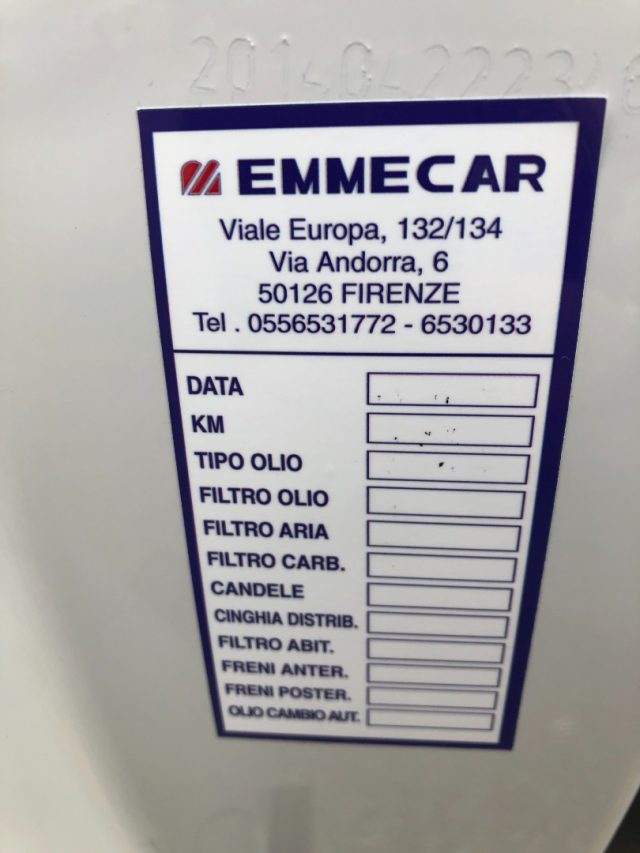 201404222346
EMMECAR
Viale Europa, 132/134
Via Andorra, 6
50126 FIRENZE
Tel . 0556531772 - 6530133
DATA
KM
TIPO OLIO
FILTRO OLIO
FILTRO ARIA
FILTRO CARB.
CANDELE
CINGHIA DISTRIB.
FILTRO ABIT.
FRENI ANTER.
FRENI POSTER.
OLIO CAMBIO AUT.